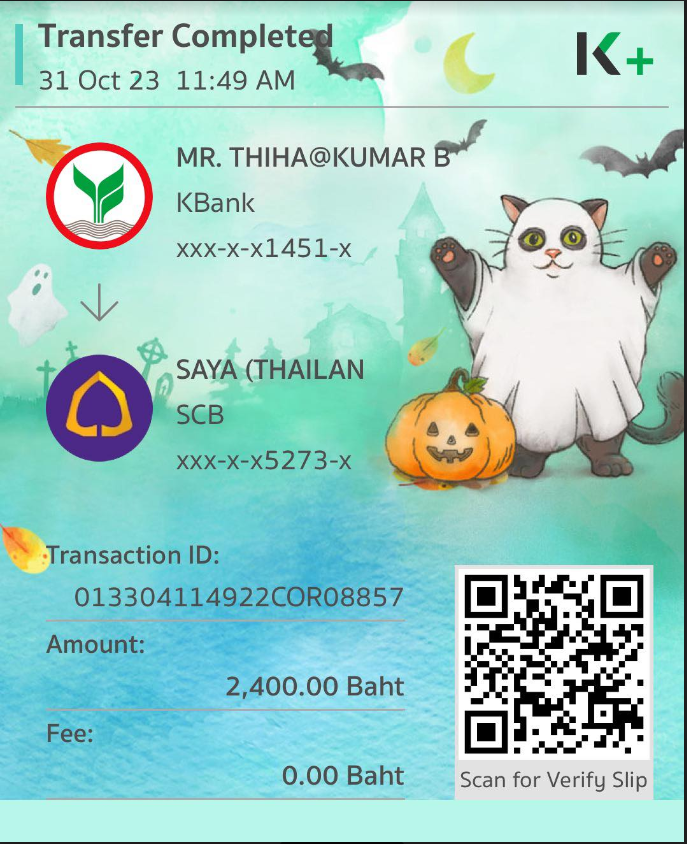 Transfer Completed
31 Oct 23 11:49 AM
K+
MR. THIHA@KUMAR B
KBank
xxx-x-x1451-x
SAYA (THAILAN
SCB
xxx-x-x5273-x
Transaction ID:
013304114922COR08857
Amount:
2,400.00 Baht
Fee:
0.00 Baht
Scan for Verify Slip